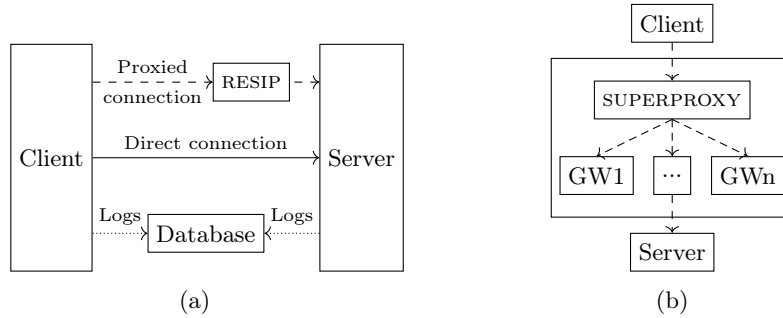 Client
Proxied
connection
RESIP
Direct connection
Server
Logs
Database
Logs
(a)
Client
SUPERPROXY
GW1
...
GWn
Server
(b)